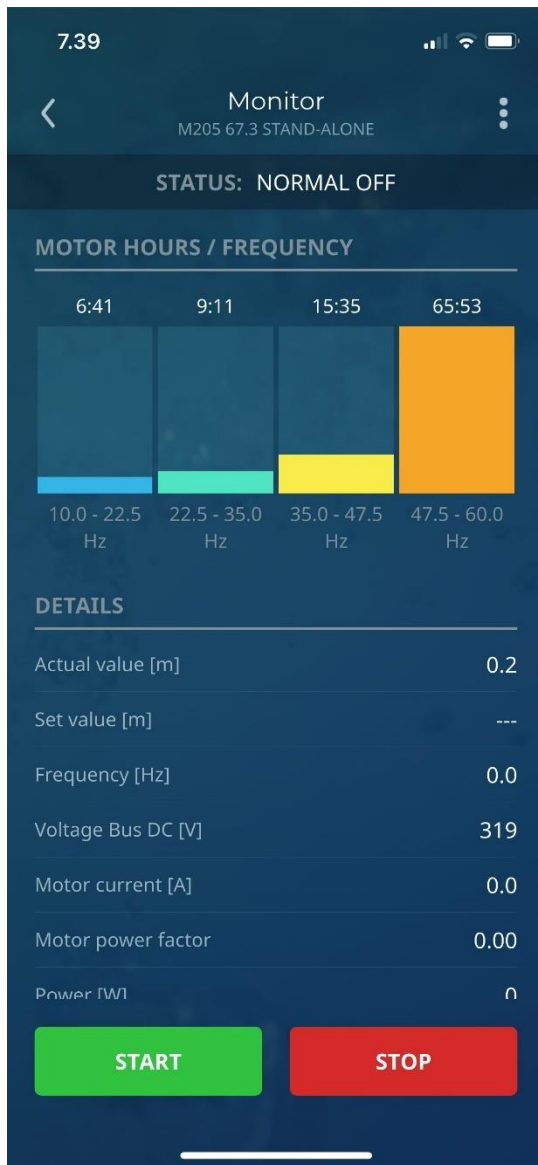 7.39
Monitor
M205 67.3 STAND-ALONE
STATUS: NORMAL OFF
MOTOR HOURS / FREQUENCY
6:41 9:11 15:35 65:53
10.0 - 22.5 22.5 - 35.0 35.0 - 47.5 47.5 - 60.0
Hz Hz Hz Hz
DETAILS
Actual value [m] 0.2
Set value [m] ---
Frequency [Hz] 0.0
Voltage Bus DC [V] 319
Motor current [A] 0.0
Motor power factor 0.00
Power [W] 0
START STOP